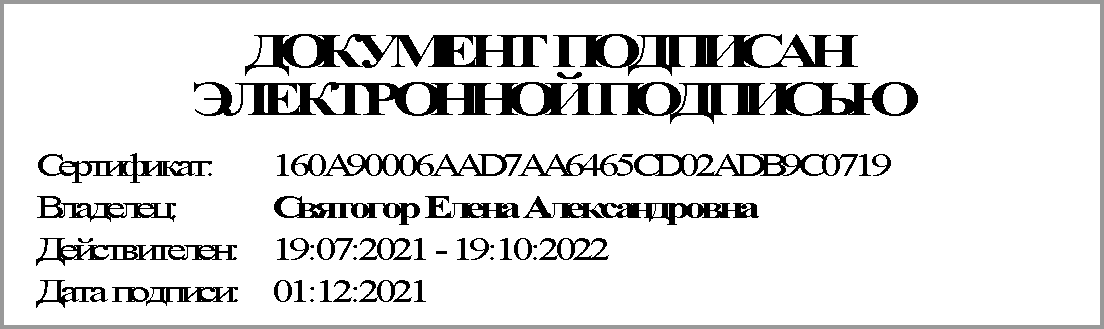 ДОКУМЕНТ ПОДПИСАН
ЭЛЕКТРОННОЙ ПОДПИСЬЮ
Сертификат: 160A90006AAD7AA6465CD02ADB9C0719
Владелец: Святогор Елена Александровна
Действителен: 19:07:2021 - 19:10:2022
Дата подписи: 01:12:2021